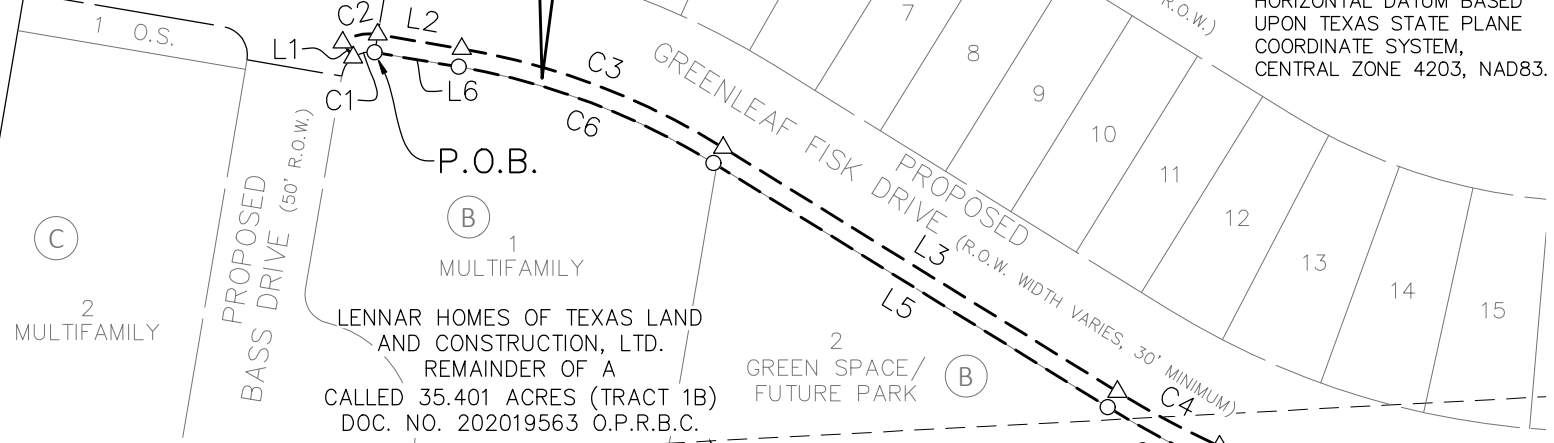 HORIZONTAL DATUM BASED
UPON TEXAS STATE PLANE
COORDINATE SYSTEM,
CENTRAL ZONE 4203, NAD83.
R.O.W.)
1 O.S.
L1
C2
L2
C1
L6
C3
C6
P.O.B.
7
8
9
10
11
12
13
14
15
GREENLEAF FISK DRIVE
PROPOSED
(R.O.W. WIDTH VARIES, 30' MINIMUM)
PROPOSED
BASS DRIVE (50' R.O.W.)
C
2
MULTIFAMILY
B
1
MULTIFAMILY
LENNAR HOMES OF TEXAS LAND
AND CONSTRUCTION, LTD.
REMAINDER OF A
CALLED 35.401 ACRES (TRACT 1B)
DOC. NO. 202019563 O.P.R.B.C.
L3
L5
2
GREEN SPACE/
FUTURE PARK
B
C4